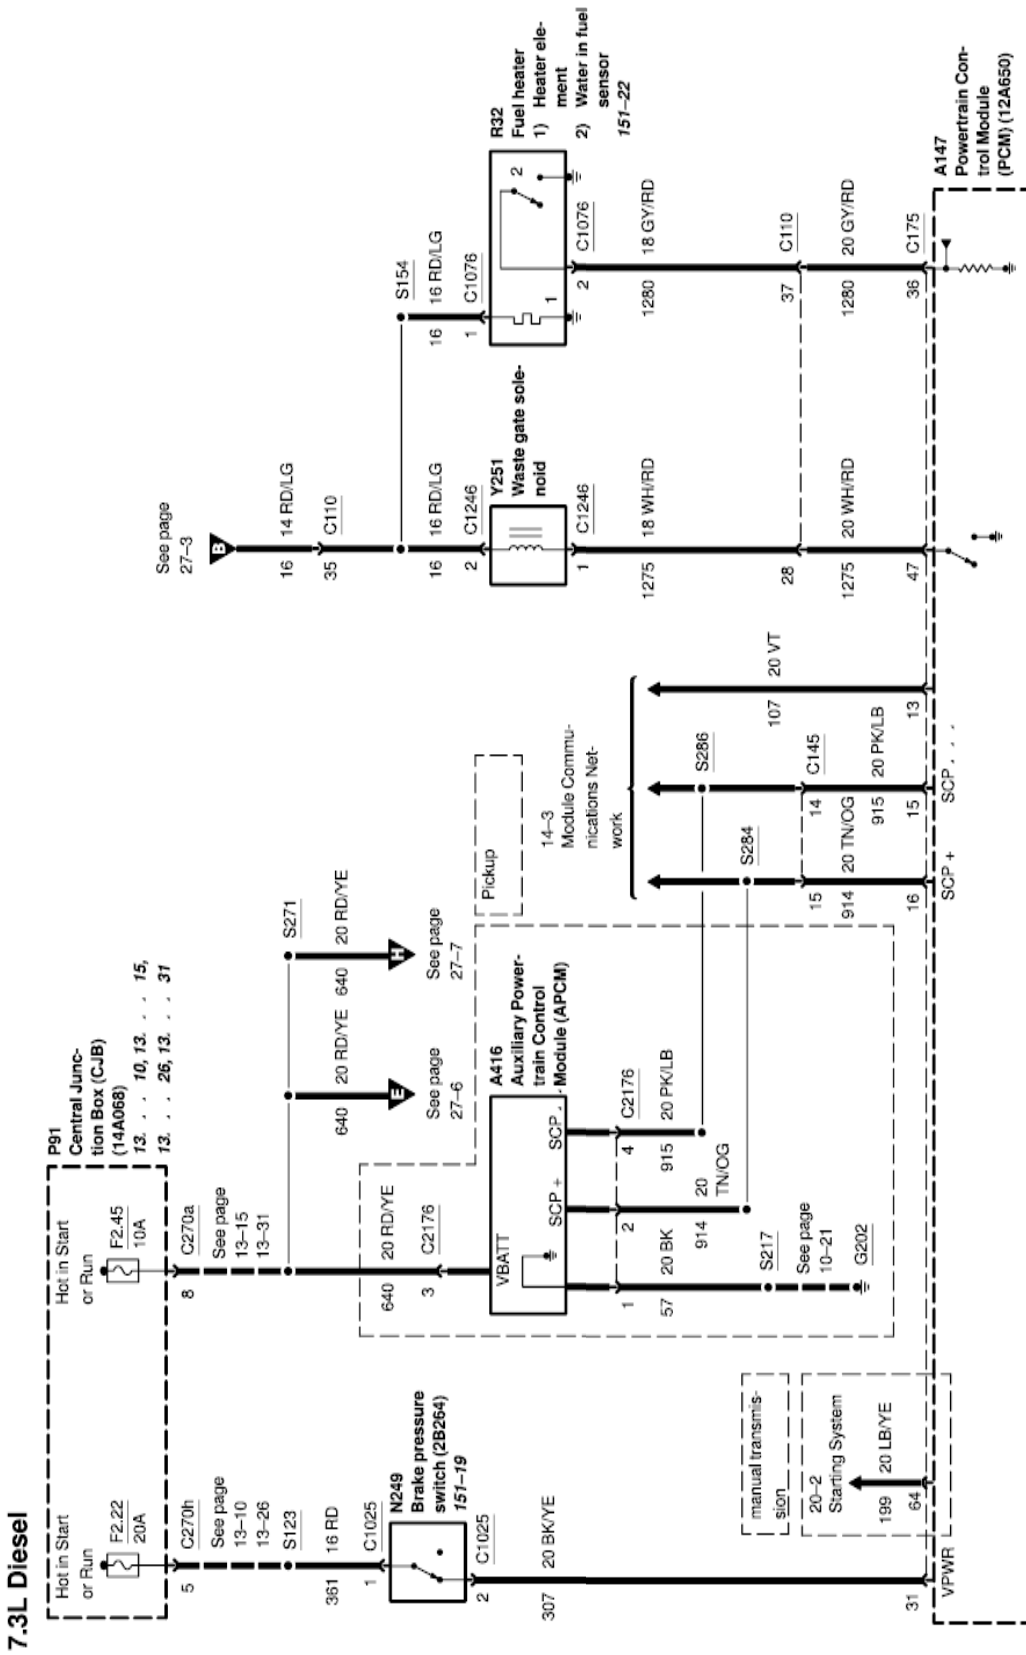 7.3L Diesel
Hot in Start
or Run
F2.22
20A
Hot in Start
or Run
F2.45
10A
P91
Central Junc-
tion Box (CJB)
(14A068)
13. . . 10, 13. . . 15,
13. . . 26, 13. . . 31
5
C270h
See page
13–10
13–26
S123
361
16 RD
1
C1025
N249
Brake pressure
switch (2B264)
151–19
2
C1025
307
20 BK/YE
31
VPWR
8
C270a
See page
13–15
13–31
S271
640
20 RD/YE
E
See page
27–6
640
20 RD/YE
H
See page
27–7
640
20 RD/YE
3
C2176
VBATT
SCP +
SCP . -
A416
Auxiliary Power-
train Control
Module (APCM)
1
2
4
C2176
57
20 BK
914
20
TN/OG
915
20 PK/LB
S217
See page
10–21
G202
manual transmis-
sion
20–2
Starting System
199
20 LB/YE
64
Pickup
14–3
Module Commu-
nications Net-
work
S284
S286
15
14
C145
914
20 TN/OG
915
20 PK/LB
107
20 VT
16
15
13
SCP +
SCP . . .
See page
27–3
B
16
14 RD/LG
35
C110
S154
16
16 RD/LG
2
C1246
Y251
Waste gate sole-
noid
1
C1246
1275
18 WH/RD
28
1275
20 WH/RD
47
16
16 RD/LG
1
C1076
R32
Fuel heater
1) Heater ele-
ment
2) Water in fuel
sensor
151–22
1
2
2
C1076
1280
18 GY/RD
37
C110
1280
20 GY/RD
36
C175
A147
Powertrain Con-
trol Module
(PCM) (12A650)